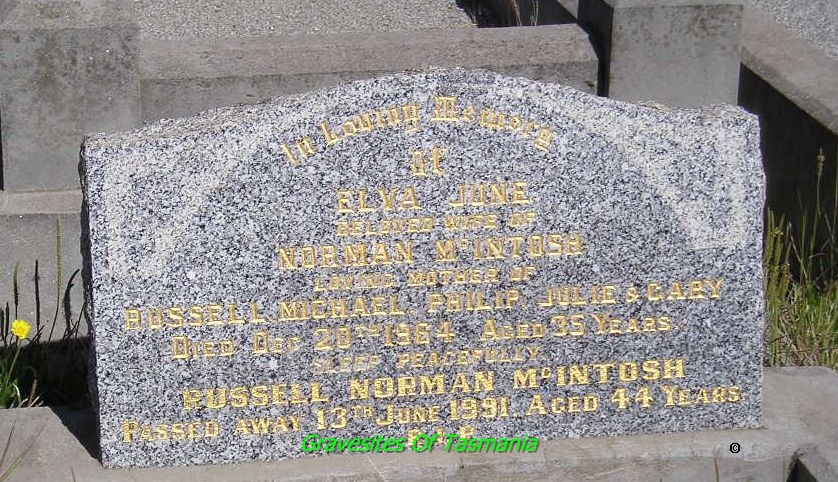 In Loving Memory
of
ELVA JUNE
BELOVED WIFE OF
NORMAN McINTOSH
LOVING MOTHER OF
RUSSELL, MICHAEL, PHILIP, JULIE & GARY
DIED OCT 20TH 1964 AGED 35 YEARS
SLEEP PEACEFULLY
RUSSELL NORMAN McINTOSH
PASSED AWAY 13TH JUNE 1991. AGED 44 YEARS
Gravesites Of Tasmania
©